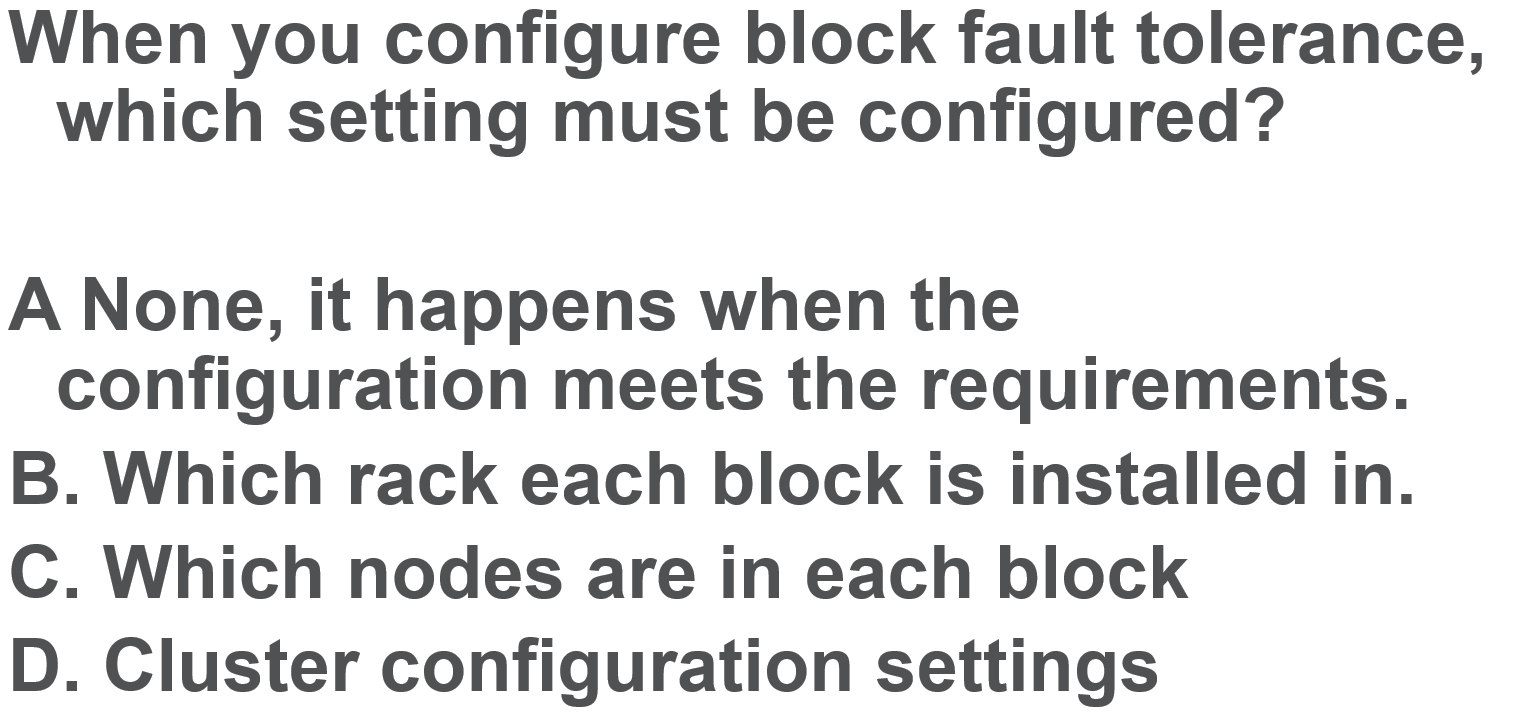 When you configure block fault tolerance,
which setting must be configured?
A None, it happens when the
configuration meets the requirements.
B. Which rack each block is installed in.
C. Which nodes are in each block
D. Cluster configuration settings